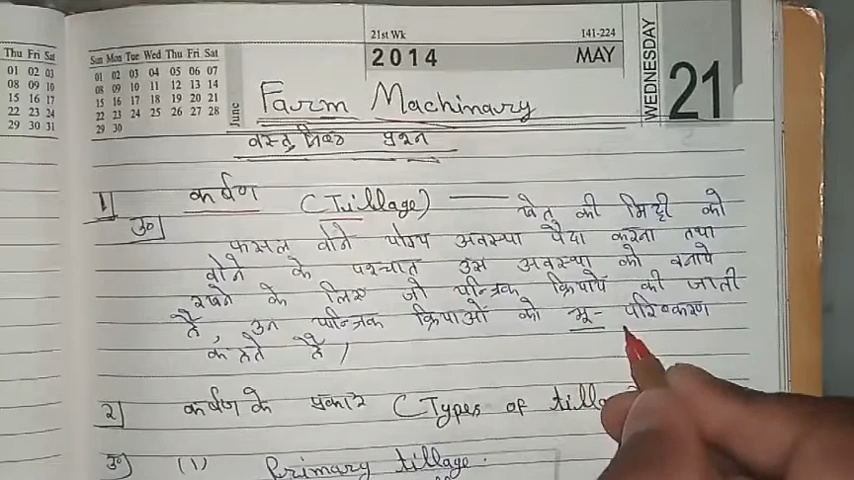 Thu Fri Sat
01 02 03
08 09 10
15 16 17
22 23 24
29 30 31
Sun Mon Tue Wed Thu Fri Sat
01 02 03 04 05 06 07
08 09 10 11 12 13 14
15 16 17 18 19 20 21
22 23 24 25 26 27 28
29 30
June
21st Wk 141-224
2014 MAY
WEDNESDAY
21
Farm Machinary
वस्तुनिष्ठ प्रश्न
1] कर्षण (Tuillage) — खेत की मिट्टी को
उ० फसल बोने योग्य अवस्था पैदा करना तथा
बोने के पश्चात उस अवस्था को बनाये
रखने के लिए जो यान्त्रिक क्रियायें की जाती
है, उन यान्त्रिक क्रियाओं को भू- परिष्करण
कहते है /
2] कर्षण के प्रकार (Types of tilla
उ० (1) Primary tillage.